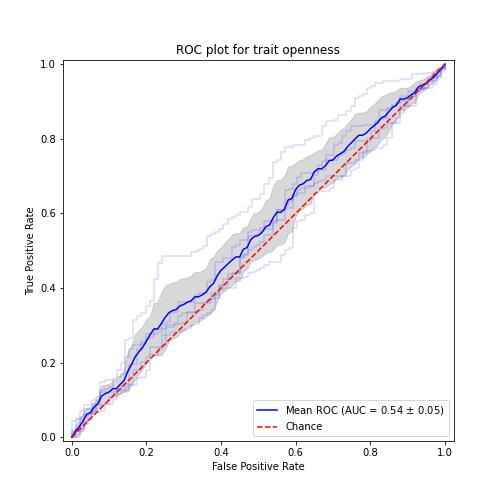 ROC plot for trait openness
1.0
0.8
0.6
0.4
0.2
0.0
True Positive Rate
Mean ROC (AUC = 0.54 ± 0.05)
Chance
0.0 0.2 0.4 0.6 0.8 1.0
False Positive Rate